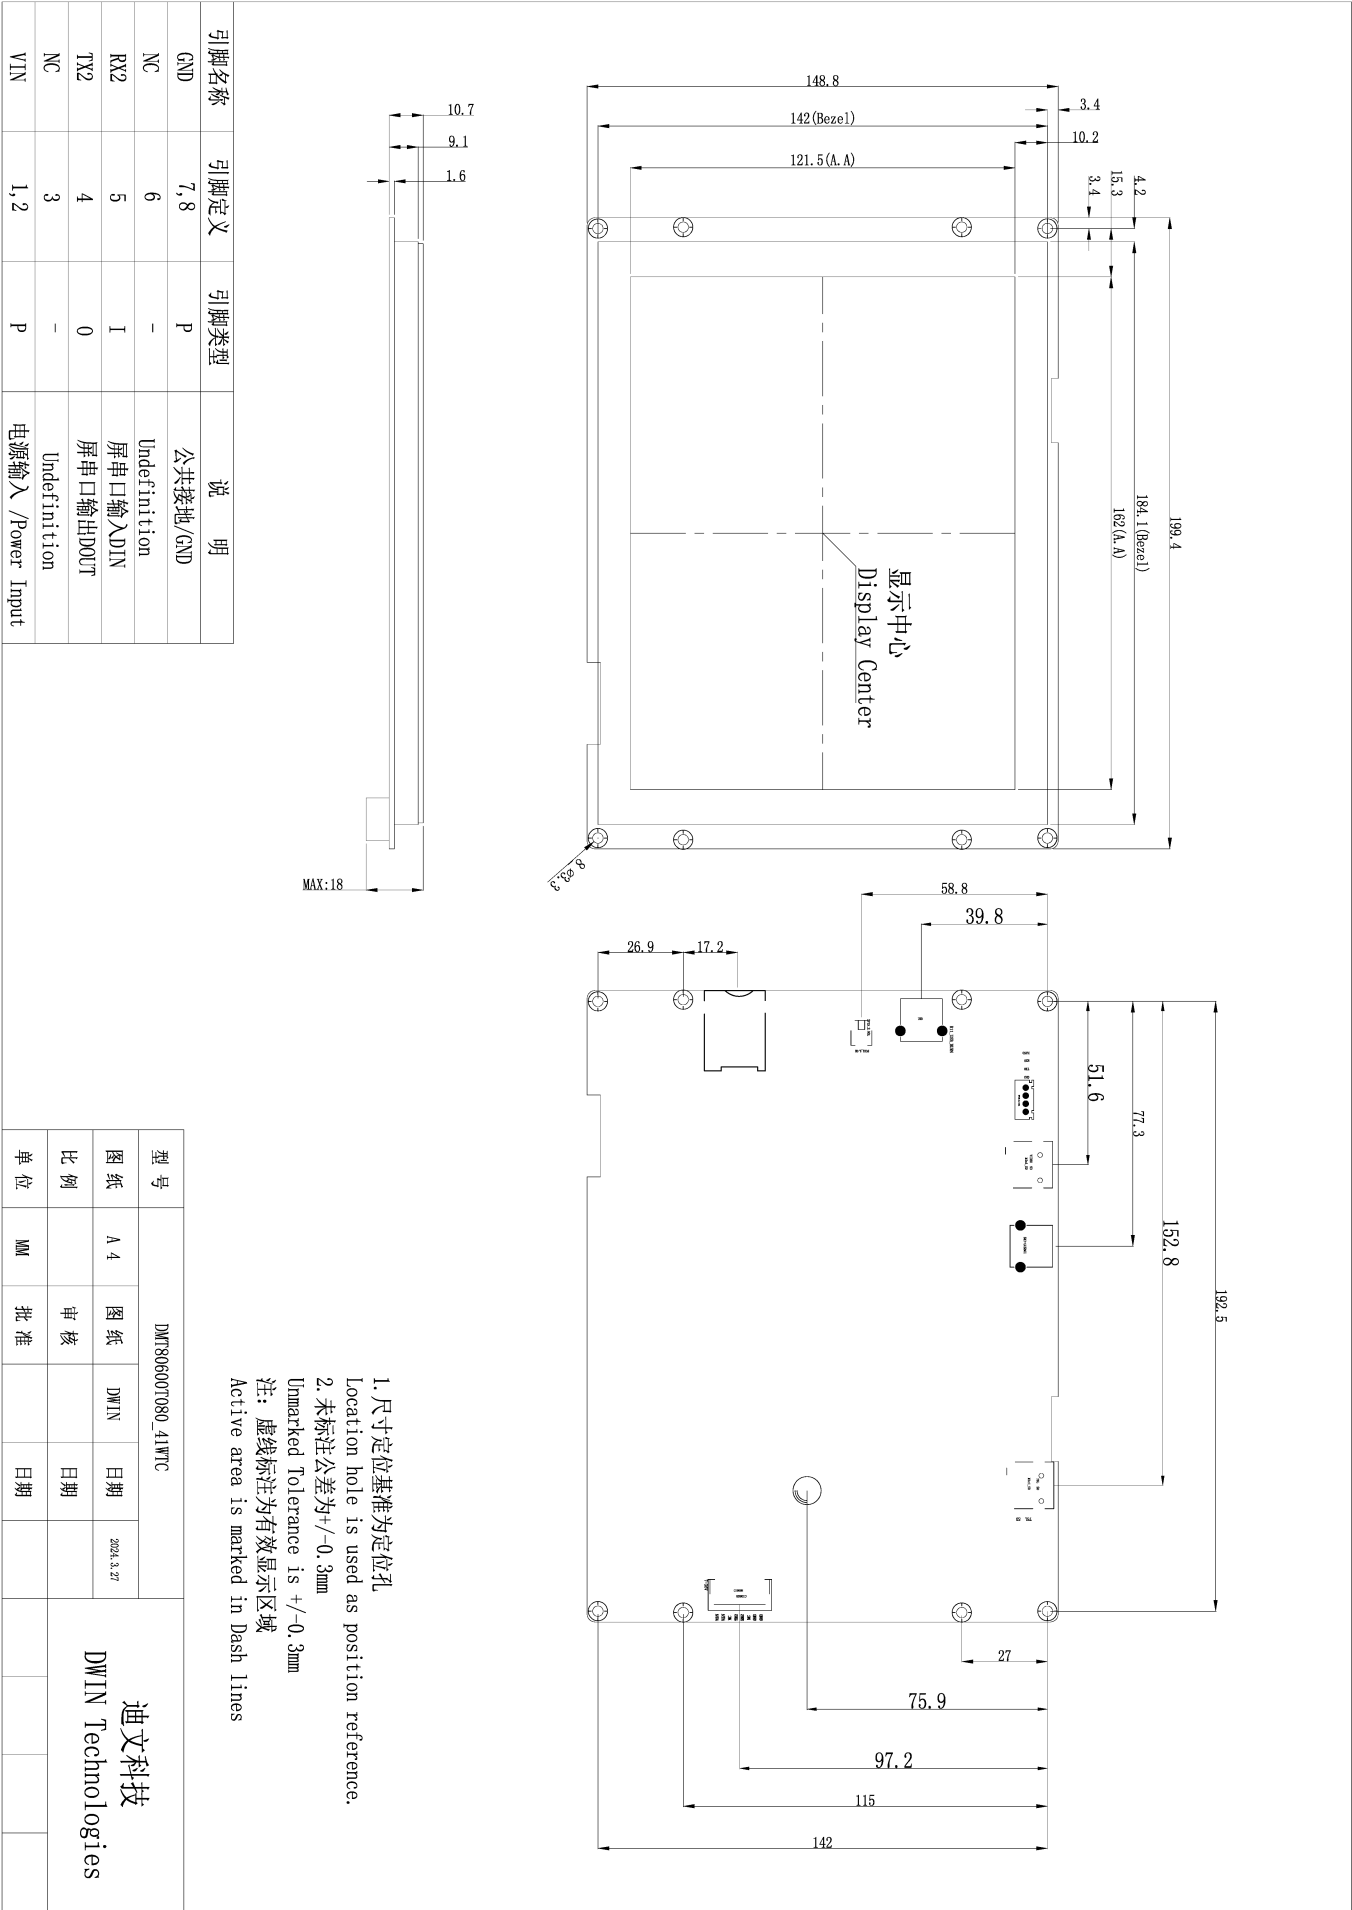 引脚名称 引脚定义 引脚类型 说 明
GND 7,8 P 公共接地/GND
NC 6 - Undefinition
RX2 5 I 屏串口输入DIN
TX2 4 O 屏串口输出DOUT
NC 3 - Undefinition
VIN 1,2 P 电源输入 /Power Input
148.8
3.4
142(Bezel)
10.2
121.5(A.A)
4.2
15.3
3.4
199.4
184.1(Bezel)
162(A.A)
显示中心
Display Center
8-ø3.3
10.7
9.1
1.6
MAX:18
58.8
39.8
26.9
17.2
51.6
77.3
152.8
192.5
27
75.9
97.2
115
142
1.尺寸定位基准为定位孔
Location hole is used as position reference.
2.未标注公差为+/-0.3mm
Unmarked Tolerance is +/-0.3mm
注：虚线标注为有效显示区域
Active area is marked in Dash lines
型号 DMT80600T080_41WTC
图纸 A4 图纸 DWIN 日期 2024.3.27
比例 审核 日期
单位 MM 批准 日期
迪文科技
DWIN Technologies